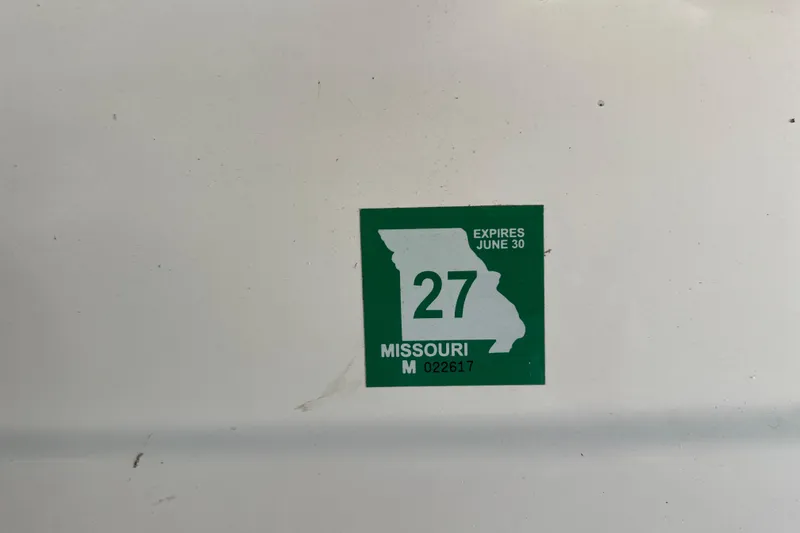 EXPIRES
JUNE 30
27
MISSOURI
M 022617